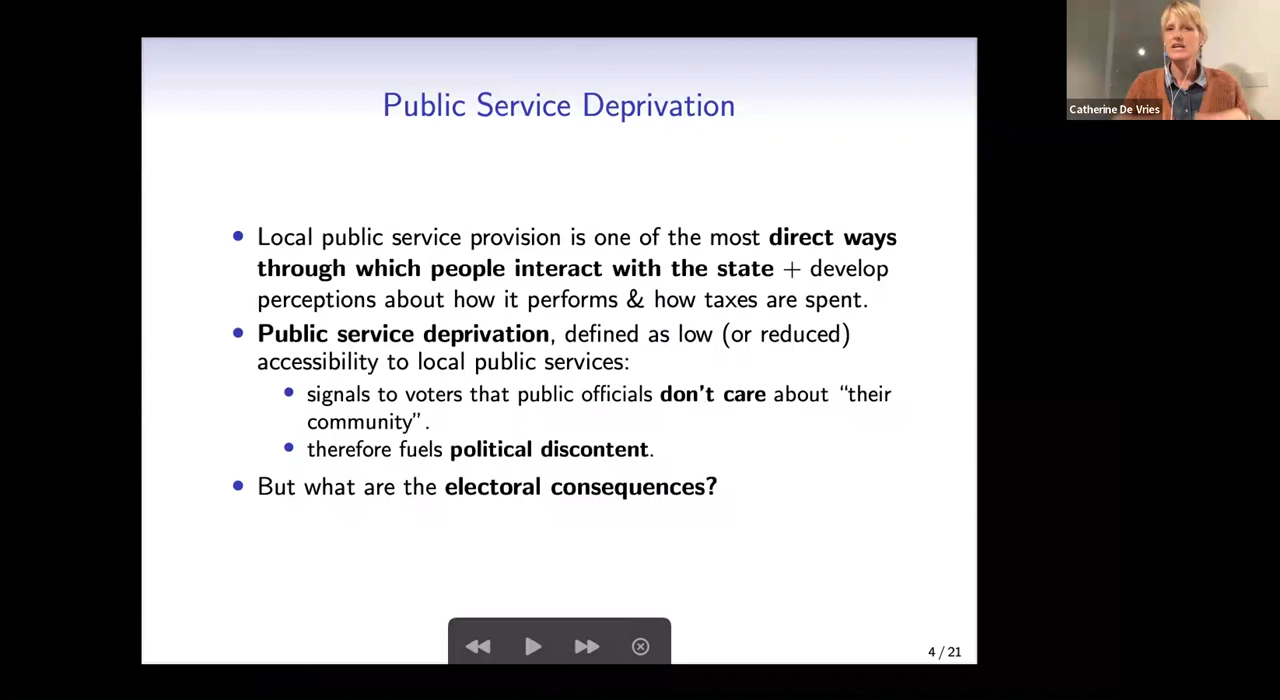 Public Service Deprivation
Catherine De Vries
• Local public service provision is one of the most direct ways
through which people interact with the state + develop
perceptions about how it performs & how taxes are spent.
• Public service deprivation, defined as low (or reduced)
accessibility to local public services:
• signals to voters that public officials don't care about “their
community”.
• therefore fuels political discontent.
• But what are the electoral consequences?
4 / 21